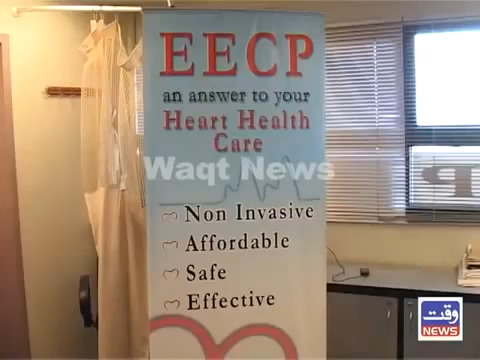 EECP
an answer to your
Heart Health
Care
Waqt News
Non Invasive
Affordable
Safe
Effective
وقت
NEWS